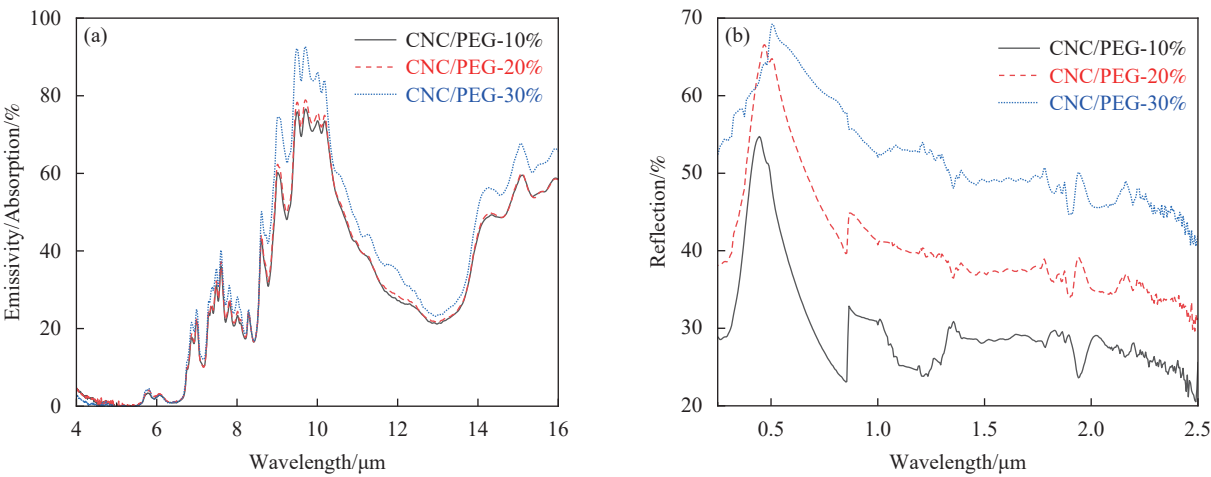 (a)
CNC/PEG-10%
CNC/PEG-20%
CNC/PEG-30%
Emissivity/Absorption/%
100
80
60
40
20
0
4 6 8 10 12 14 16
Wavelength/μm
(b)
CNC/PEG-10%
CNC/PEG-20%
CNC/PEG-30%
Reflection/%
70
60
50
40
30
20
0.5 1.0 1.5 2.0 2.5
Wavelength/μm